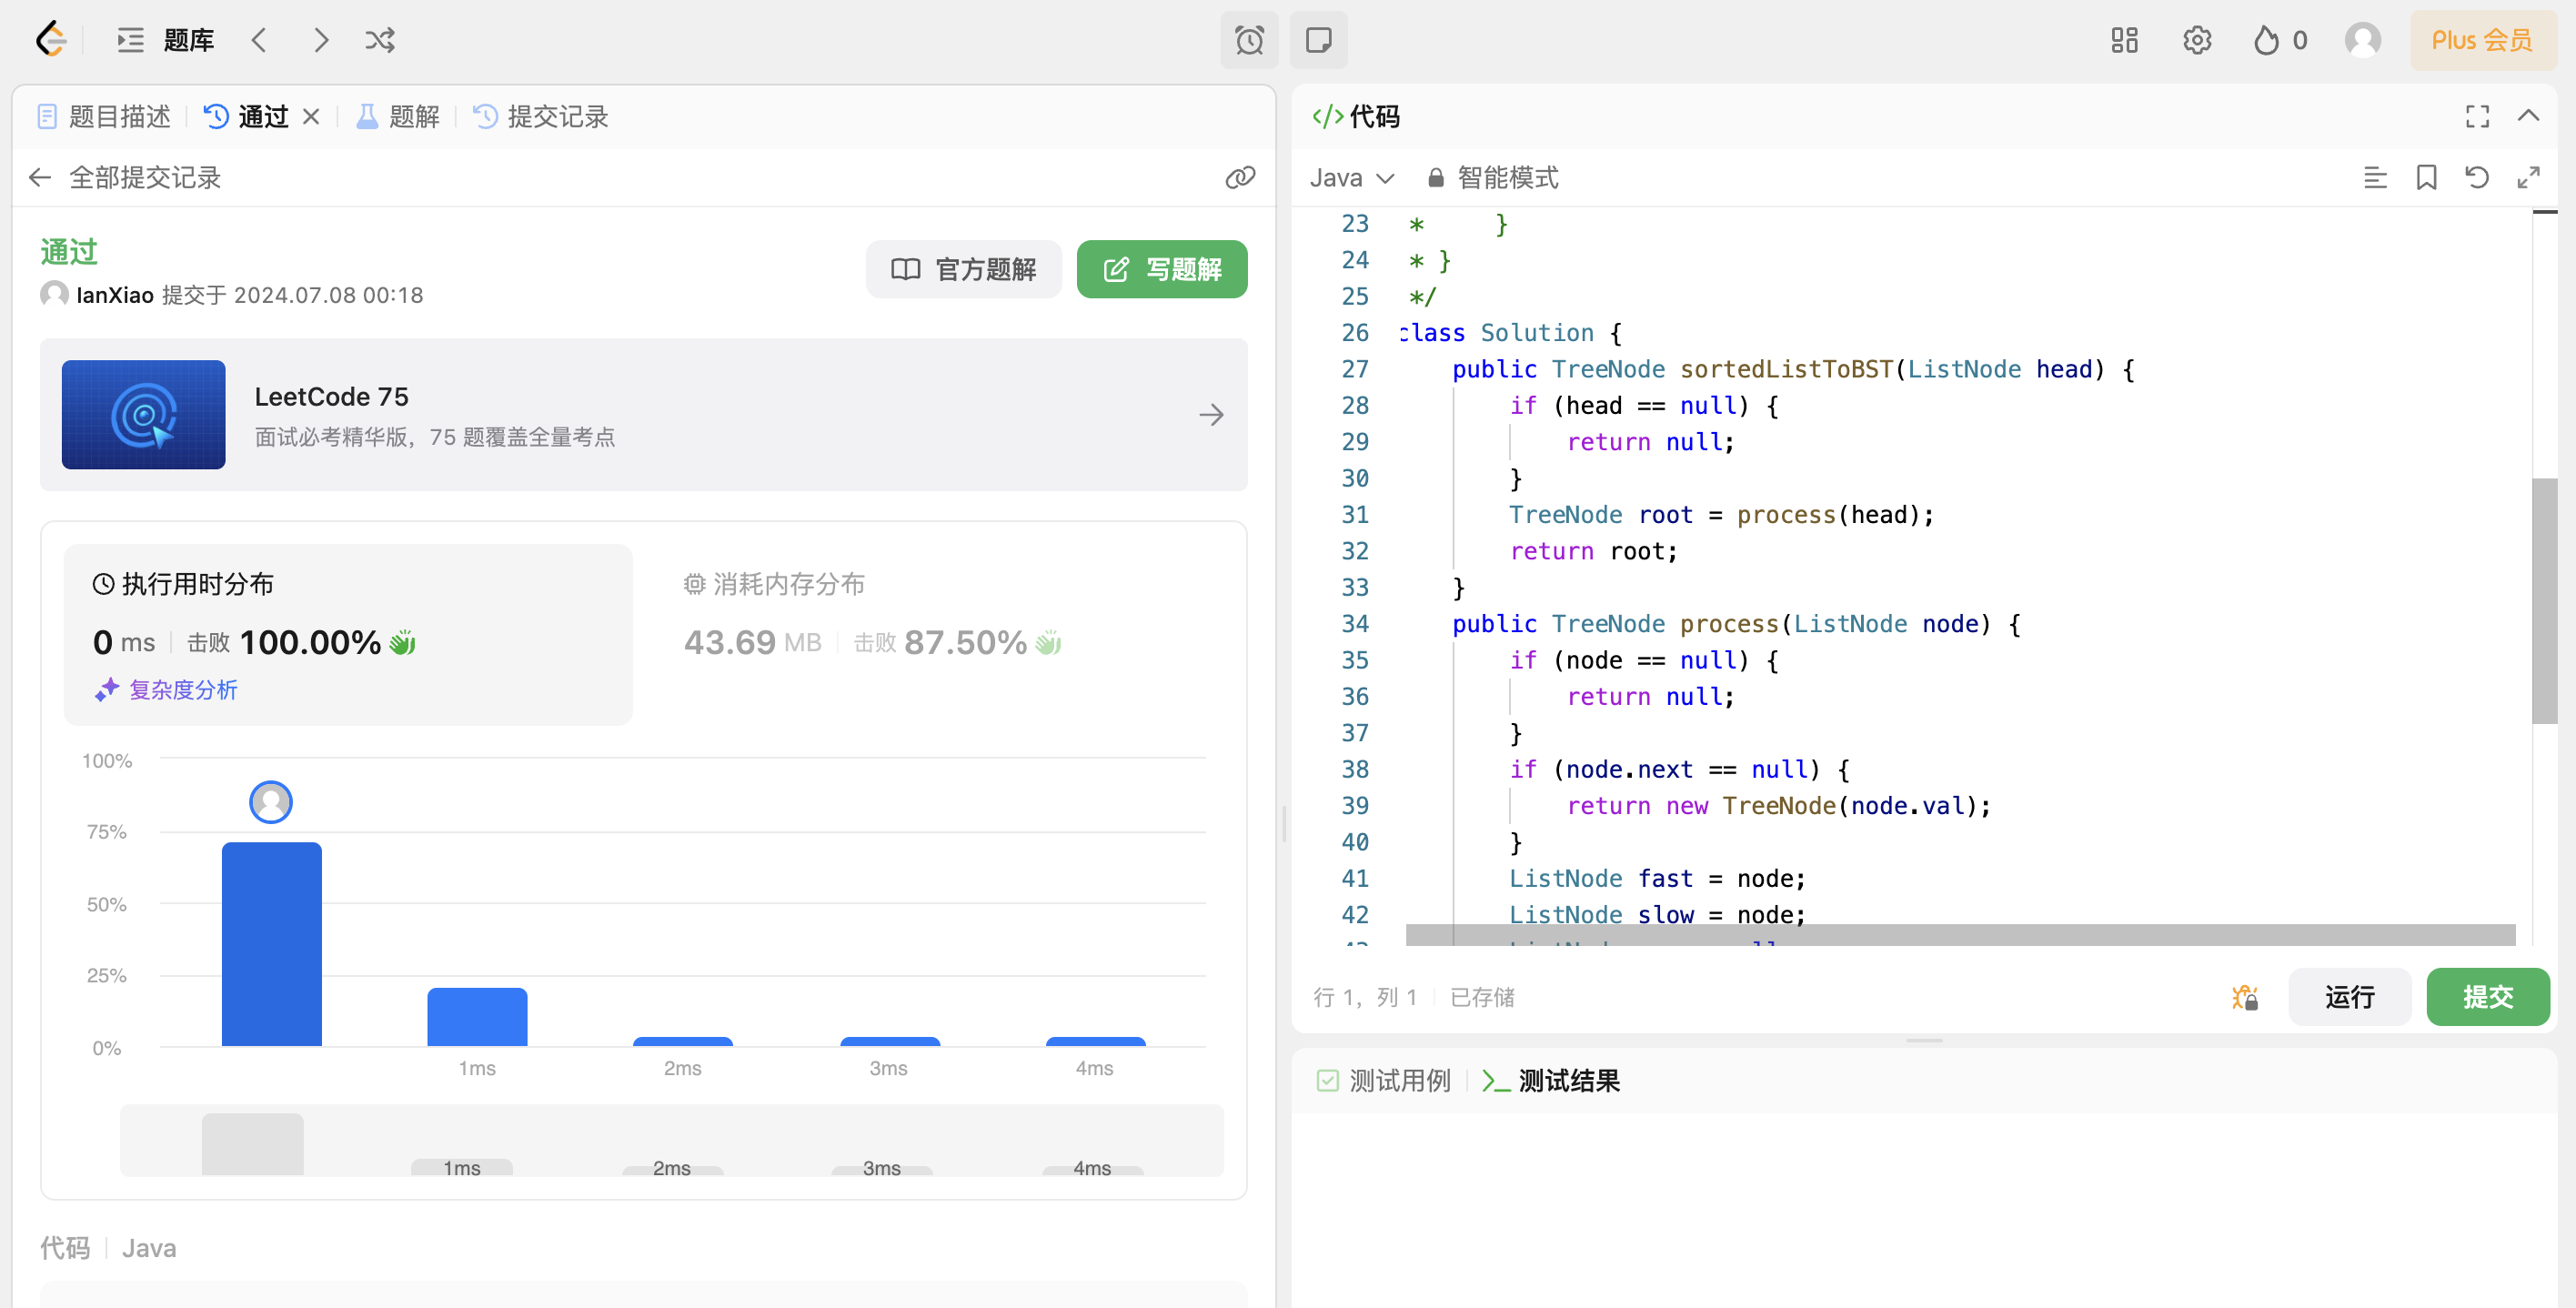 题库
0
Plus 会员
题目描述
通过
题解
提交记录
全部提交记录
通过
IanXiao 提交于 2024.07.08 00:18
官方题解
写题解
LeetCode 75
面试必考精华版，75 题覆盖全量考点
执行用时分布
0 ms 击败 100.00%
复杂度分析
消耗内存分布
43.69 MB 击败 87.50%
100%
75%
50%
25%
0%
1ms 2ms 3ms 4ms
1ms 2ms 3ms 4ms
代码 Java
</> 代码
Java 智能模式
23 *     }
24 * }
25 */
26 class Solution {
27     public TreeNode sortedListToBST(ListNode head) {
28         if (head == null) {
29             return null;
30         }
31         TreeNode root = process(head);
32         return root;
33     }
34     public TreeNode process(ListNode node) {
35         if (node == null) {
36             return null;
37         }
38         if (node.next == null) {
39             return new TreeNode(node.val);
40         }
41         ListNode fast = node;
42         ListNode slow = node;
行 1，列 1 已存储
运行
提交
测试用例
测试结果